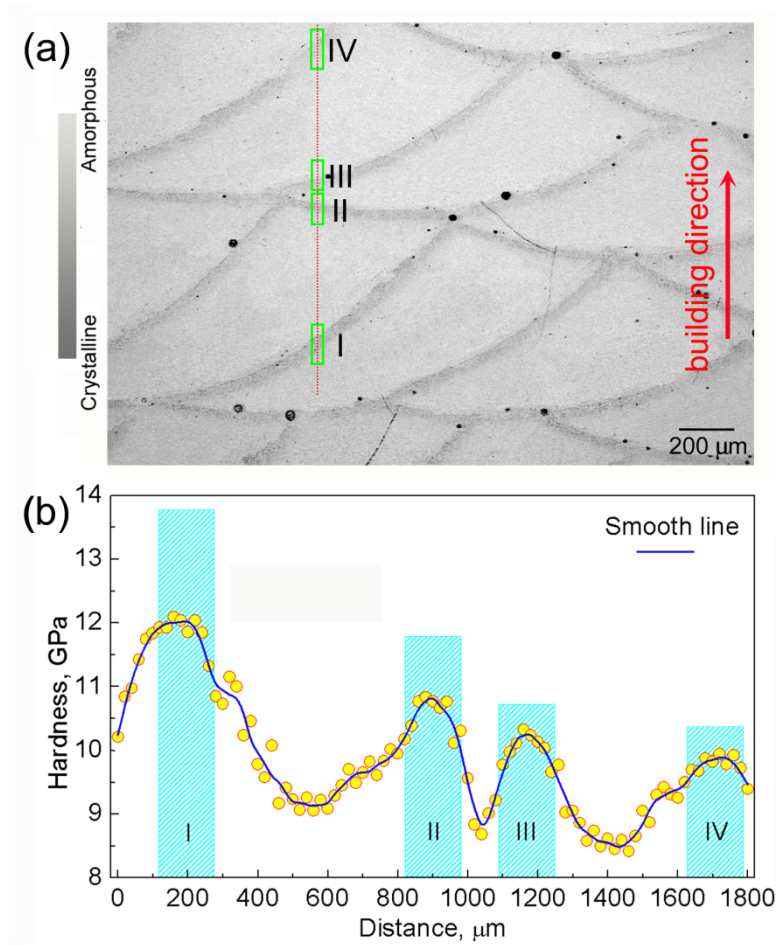 (a)
Amorphous
Crystalline
IV
III
II
I
building direction
200 μm
(b)
Hardness, GPa
14
13
12
11
10
9
8
Smooth line
I
II
III
IV
0 200 400 600 800 1000 1200 1400 1600 1800
Distance, μm